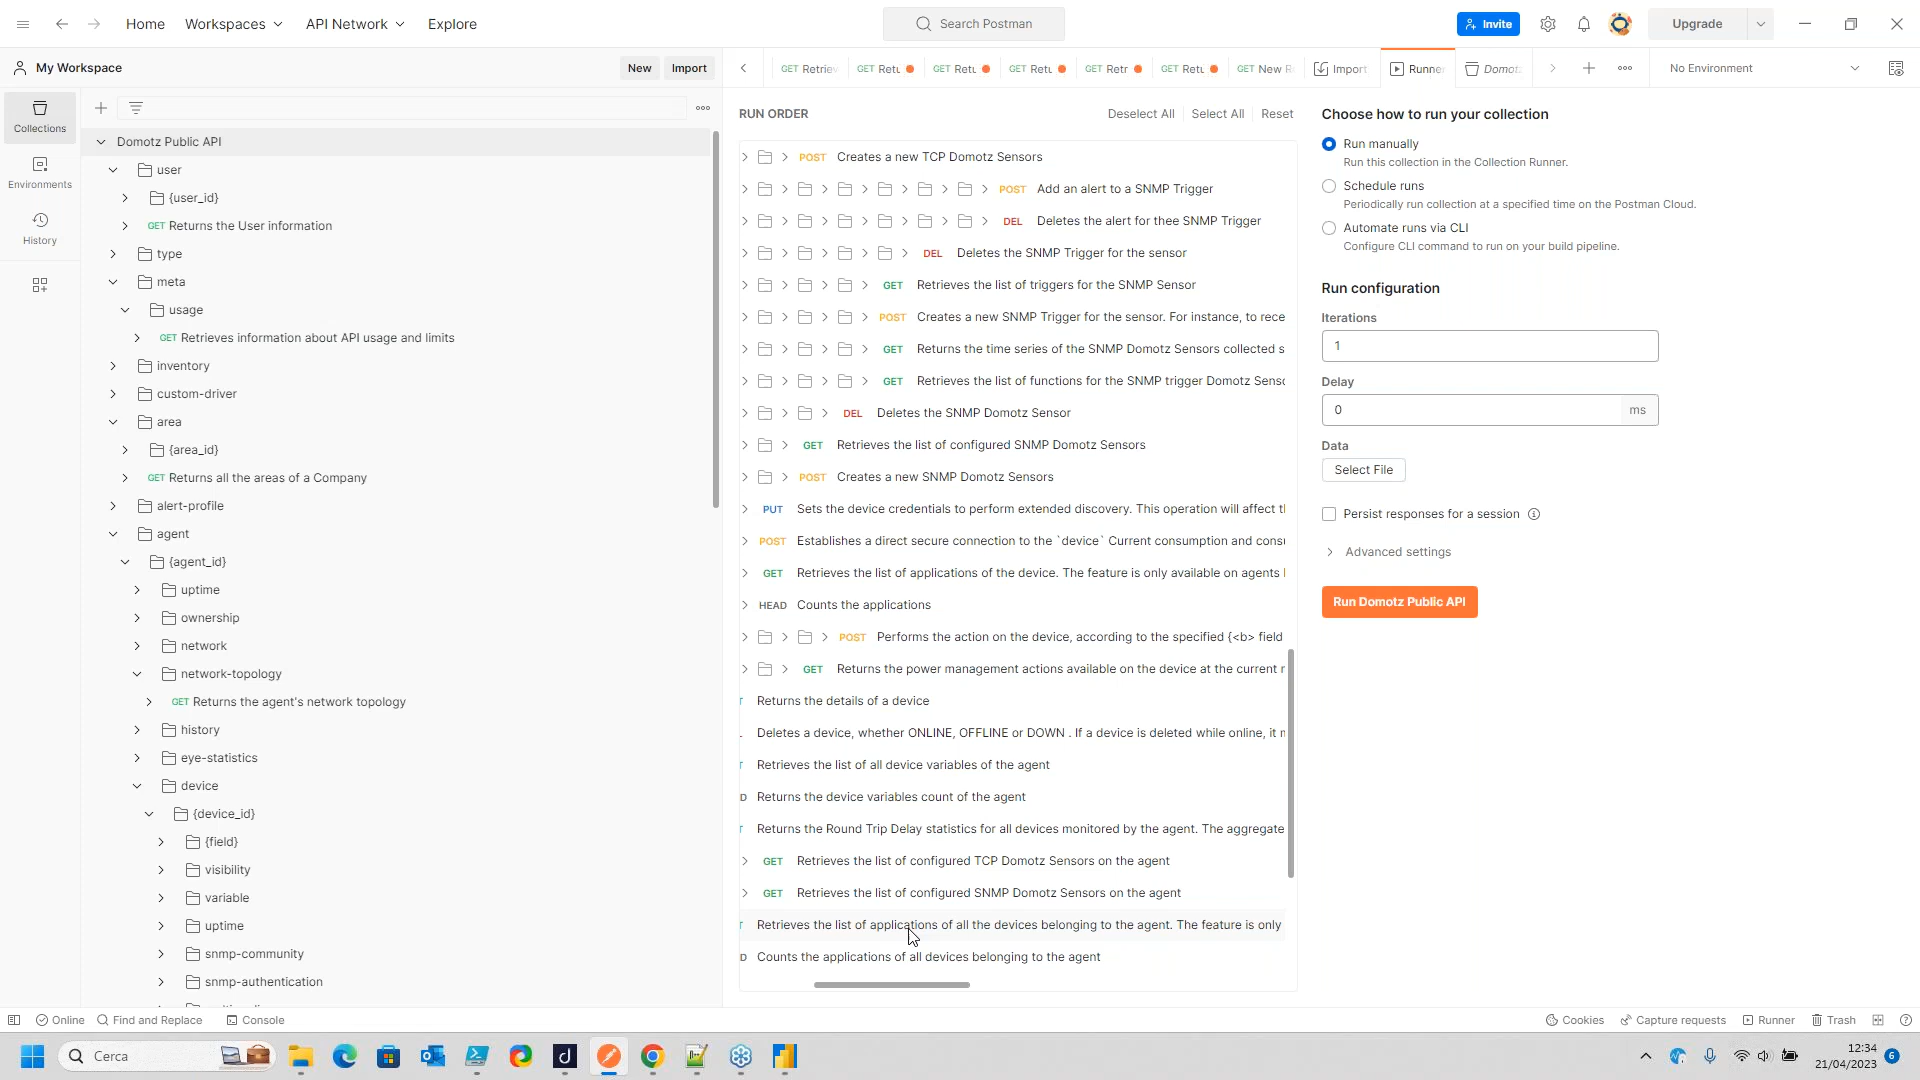 Home
Workspaces
API Network
Explore
Search Postman
Invite
Upgrade
My Workspace
New
Import
GET Retriev
GET Retu
GET Retu
GET Retu
GET Retr
GET Retu
GET New R
Import
Runne
Domot
No Environment
Collections
Environments
History
Domotz Public API
user
{user_id}
GET Returns the User information
type
meta
usage
GET Retrieves information about API usage and limits
inventory
custom-driver
area
{area_id}
GET Returns all the areas of a Company
alert-profile
agent
{agent_id}
uptime
ownership
network
network-topology
GET Returns the agent's network topology
history
eye-statistics
device
{device_id}
{field}
visibility
variable
uptime
snmp-community
snmp-authentication
RUN ORDER
Deselect All
Select All
Reset
POST Creates a new TCP Domotz Sensors
POST Add an alert to a SNMP Trigger
DEL Deletes the alert for thee SNMP Trigger
DEL Deletes the SNMP Trigger for the sensor
GET Retrieves the list of triggers for the SNMP Sensor
POST Creates a new SNMP Trigger for the sensor. For instance, to rece
GET Returns the time series of the SNMP Domotz Sensors collected s
GET Retrieves the list of functions for the SNMP trigger Domotz Senso
DEL Deletes the SNMP Domotz Sensor
GET Retrieves the list of configured SNMP Domotz Sensors
POST Creates a new SNMP Domotz Sensors
PUT Sets the device credentials to perform extended discovery. This operation will affect tl
POST Establishes a direct secure connection to the `device` Current consumption and consu
GET Retrieves the list of applications of the device. The feature is only available on agents
HEAD Counts the applications
POST Performs the action on the device, according to the specified {<b> field
GET Returns the power management actions available on the device at the current r
T Returns the details of a device
Deletes a device, whether ONLINE, OFFLINE or DOWN . If a device is deleted while online, it
T Retrieves the list of all device variables of the agent
D Returns the device variables count of the agent
T Returns the Round Trip Delay statistics for all devices monitored by the agent. The aggregate
GET Retrieves the list of configured TCP Domotz Sensors on the agent
GET Retrieves the list of configured SNMP Domotz Sensors on the agent
T Retrieves the list of applications of all the devices belonging to the agent. The feature is only
D Counts the applications of all devices belonging to the agent
Choose how to run your collection
Run manually
Run this collection in the Collection Runner.
Schedule runs
Periodically run collection at a specified time on the Postman Cloud.
Automate runs via CLI
Configure CLI command to run on your build pipeline.
Run configuration
Iterations
1
Delay
0
ms
Data
Select File
Persist responses for a session
Advanced settings
Run Domotz Public API
Online
Find and Replace
Console
Cookies
Capture requests
Runner
Trash
Cerca
12:34
21/04/2023
6